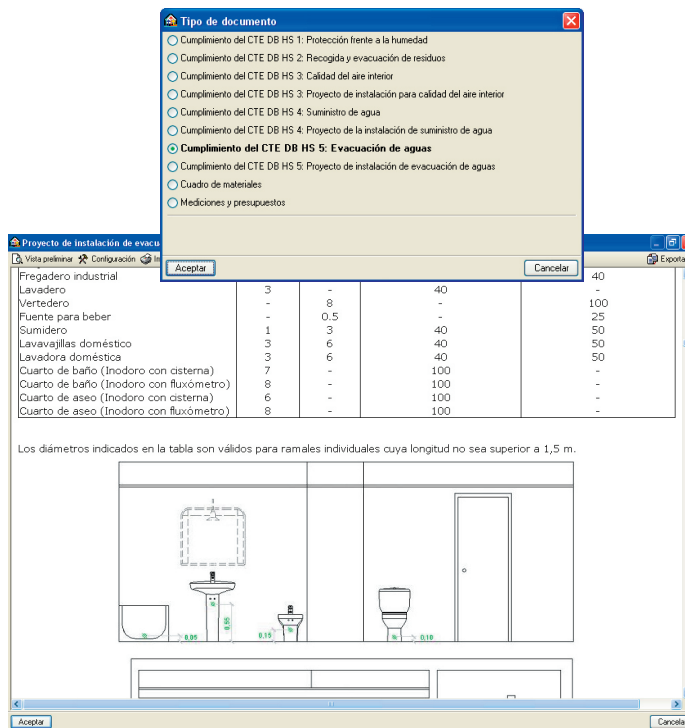 Tipo de documento
Cumplimiento del CTE DB HS 1: Protección frente a la humedad
Cumplimiento del CTE DB HS 2: Recogida y evacuación de residuos
Cumplimiento del CTE DB HS 3: Calidad del aire interior
Cumplimiento del CTE DB HS 3: Proyecto de instalación para calidad del aire interior
Cumplimiento del CTE DB HS 4: Suministro de agua
Cumplimiento del CTE DB HS 4: Proyecto de la instalación de suministro de agua
Cumplimiento del CTE DB HS 5: Evacuación de aguas
Cumplimiento del CTE DB HS 5: Proyecto de instalación de evacuación de aguas
Cuadro de materiales
Mediciones y presupuestos
Aceptar Cancelar
Proyecto de instalación de evacu
Vista preliminar Configuración Im Exporta
Fregadero industrial 40
Lavadero 3 - 40 -
Vertedero - 8 - 100
Fuente para beber - 0.5 - 25
Sumidero 1 3 40 50
Lavavajillas doméstico 3 6 40 50
Lavadora doméstica 3 6 40 50
Cuarto de baño (Inodoro con cisterna) 7 - 100 -
Cuarto de baño (Inodoro con fluxómetro) 8 - 100 -
Cuarto de aseo (Inodoro con cisterna) 6 - 100 -
Cuarto de aseo (Inodoro con fluxómetro) 8 - 100 -
Los diámetros indicados en la tabla son válidos para ramales individuales cuya longitud no sea superior a 1,5 m.
0,05 0,55 0,15 0,10
Aceptar Cancela